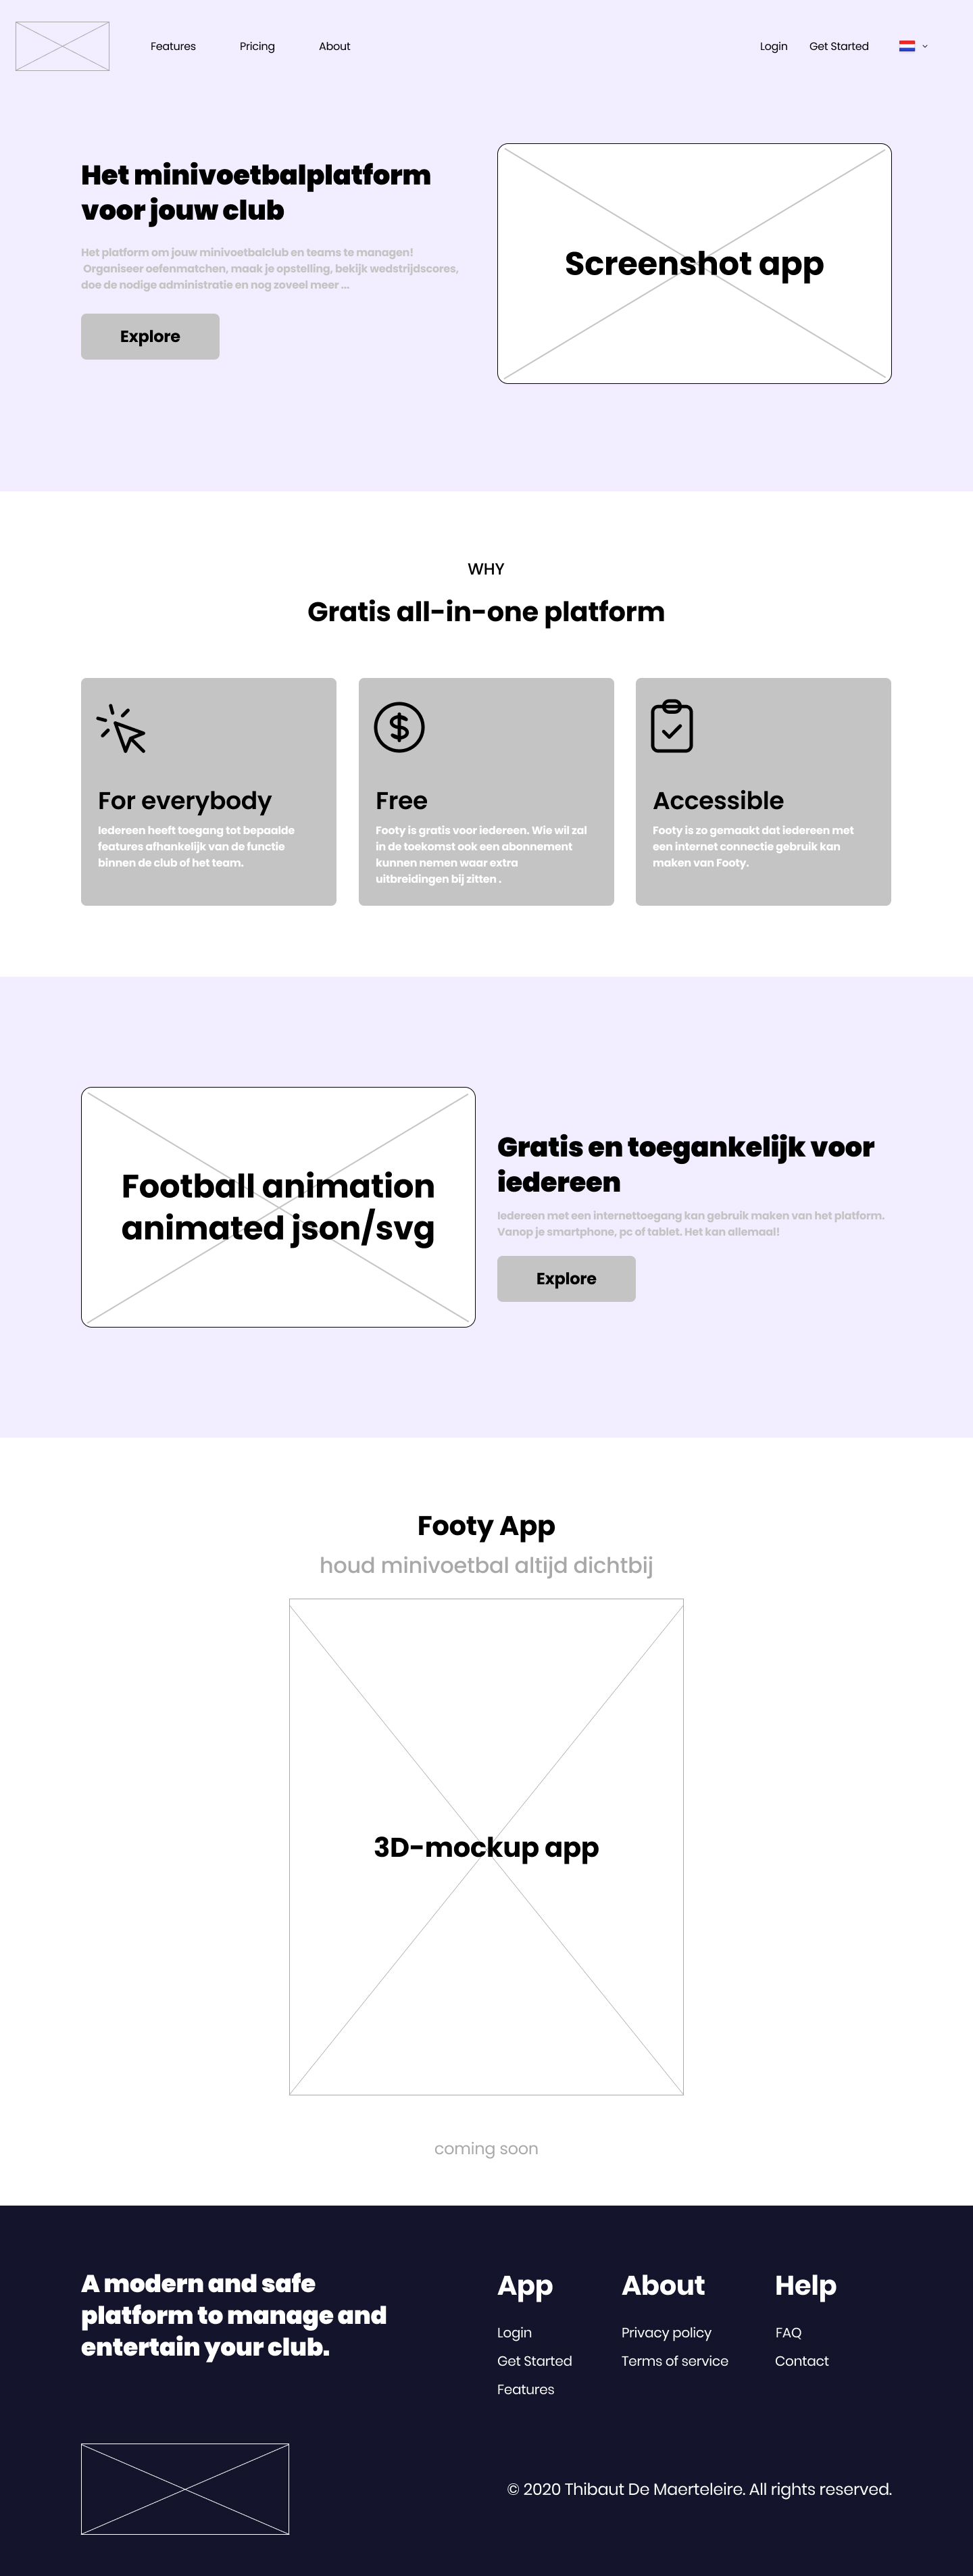 Features
Pricing
About
Login
Get Started
Het minivoetbalplatform
voor jouw club
Het platform om jouw minivoetbalclub en teams te managen!
Organiseer oefenmatchen, maak je opstelling, bekijk wedstrijdscores,
doe de nodige administratie en nog zoveel meer ...
Explore
Screenshot app
WHY
Gratis all-in-one platform
For everybody
Iedereen heeft toegang tot bepaalde
features afhankelijk van de functie
binnen de club of het team.
Free
Footy is gratis voor iedereen. Wie wil zal
in de toekomst ook een abonnement
kunnen nemen waar extra
uitbreidingen bij zitten .
Accessible
Footy is zo gemaakt dat iedereen met
een internet connectie gebruik kan
maken van Footy.
Football animation
animated json/svg
Gratis en toegankelijk voor
iedereen
Iedereen met een internettoegang kan gebruik maken van het platform.
Vanop je smartphone, pc of tablet. Het kan allemaal!
Explore
Footy App
houd minivoetbal altijd dichtbij
3D-mockup app
coming soon
A modern and safe
platform to manage and
entertain your club.
App
Login
Get Started
Features
About
Privacy policy
Terms of service
Help
FAQ
Contact
© 2020 Thibaut De Maerteleire. All rights reserved.